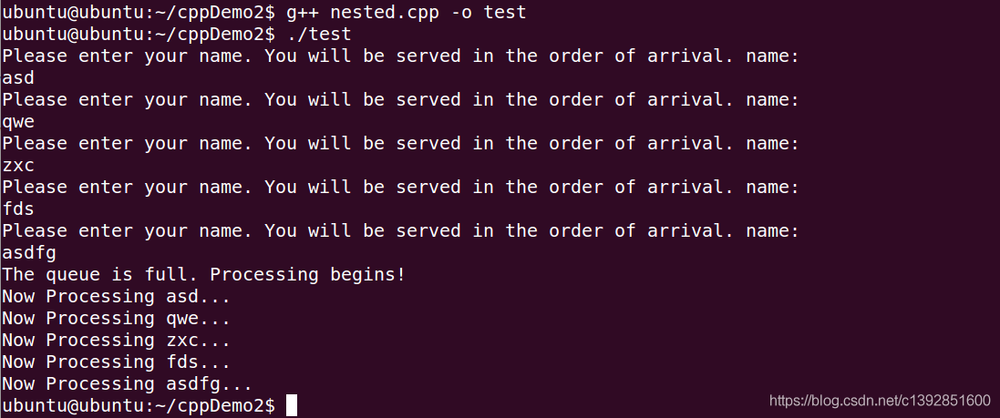 ubuntu@ubuntu:~/cppDemo2$ g++ nested.cpp -o test
ubuntu@ubuntu:~/cppDemo2$ ./test
Please enter your name. You will be served in the order of arrival. name:
asd
Please enter your name. You will be served in the order of arrival. name:
qwe
Please enter your name. You will be served in the order of arrival. name:
zxc
Please enter your name. You will be served in the order of arrival. name:
fds
Please enter your name. You will be served in the order of arrival. name:
asdfg
The queue is full. Processing begins!
Now Processing asd...
Now Processing qwe...
Now Processing zxc...
Now Processing fds...
Now Processing asdfg...
ubuntu@ubuntu:~/cppDemo2$
https://blog.csdn.net/c1392851600